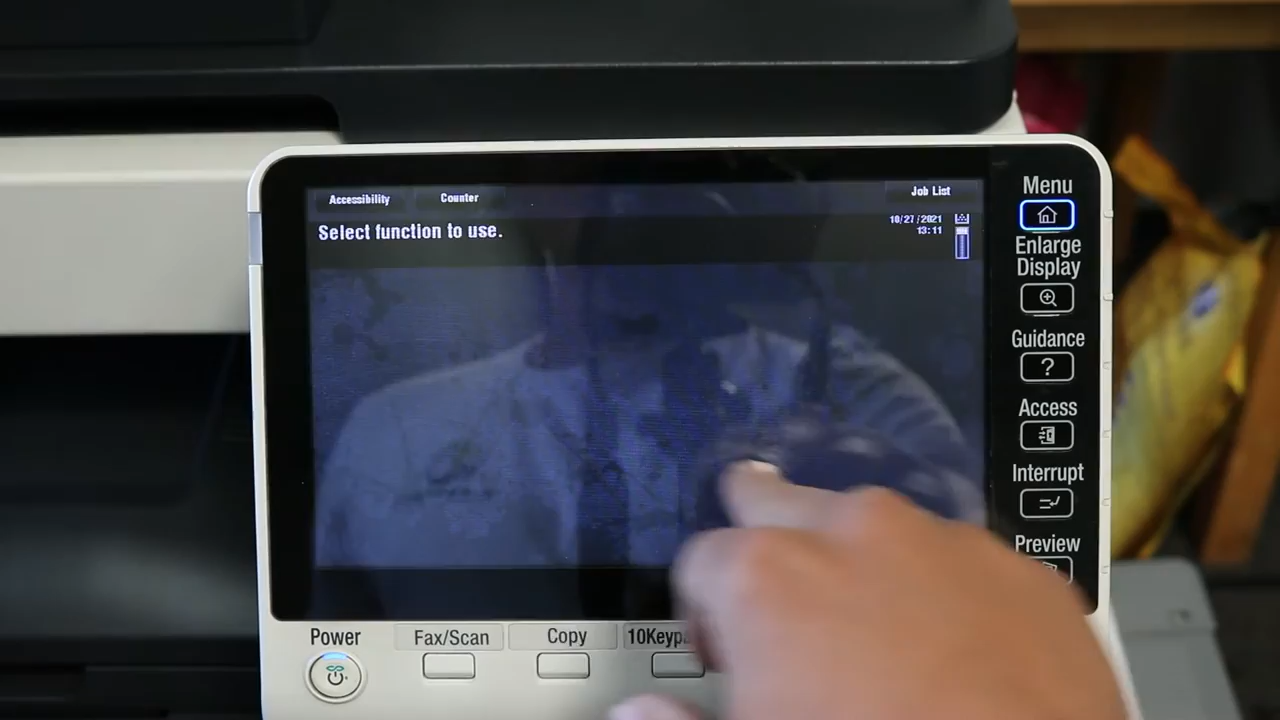 Accessibility
Counter
Job List
Select function to use.
10/27/2021
13:11
Menu
Enlarge
Display
Guidance
?
Access
Interrupt
Preview
Power
Fax/Scan
Copy